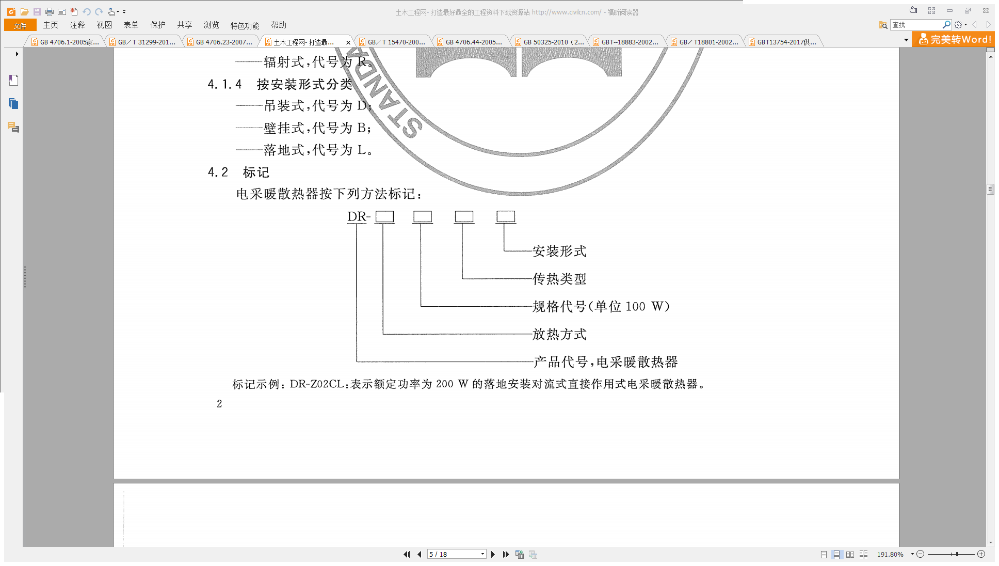 土木工程网- 打造最好最全的工程资料下载资源站 http://www.civilcn.com/ - 福昕阅读器
文件 主页 注释 视图 表单 保护 共享 浏览 特色功能 帮助 查找
GB 4706.1-2005家... GB／T 31299-201... GB 4706.23-2007... 土木工程网- 打造最... GB／T 15470-200... GB 4706.44-2005... GB 50325-2010（2... GBT--18883-2002... GB／T18801-2002... GBT13754-2017供... 完美转Word!
——辐射式,代号为 R。
4.1.4 按安装形式分类
——吊装式,代号为 D;
——壁挂式,代号为 B;
——落地式,代号为 L。
STANDA
4.2 标记
电采暖散热器按下列方法标记:
DR-□ □ □ □
安装形式
传热类型
规格代号(单位 100 W)
放热方式
产品代号,电采暖散热器
标记示例: DR-Z02CL:表示额定功率为 200 W 的落地安装对流式直接作用式电采暖散热器。
2
5 / 18
191.80%